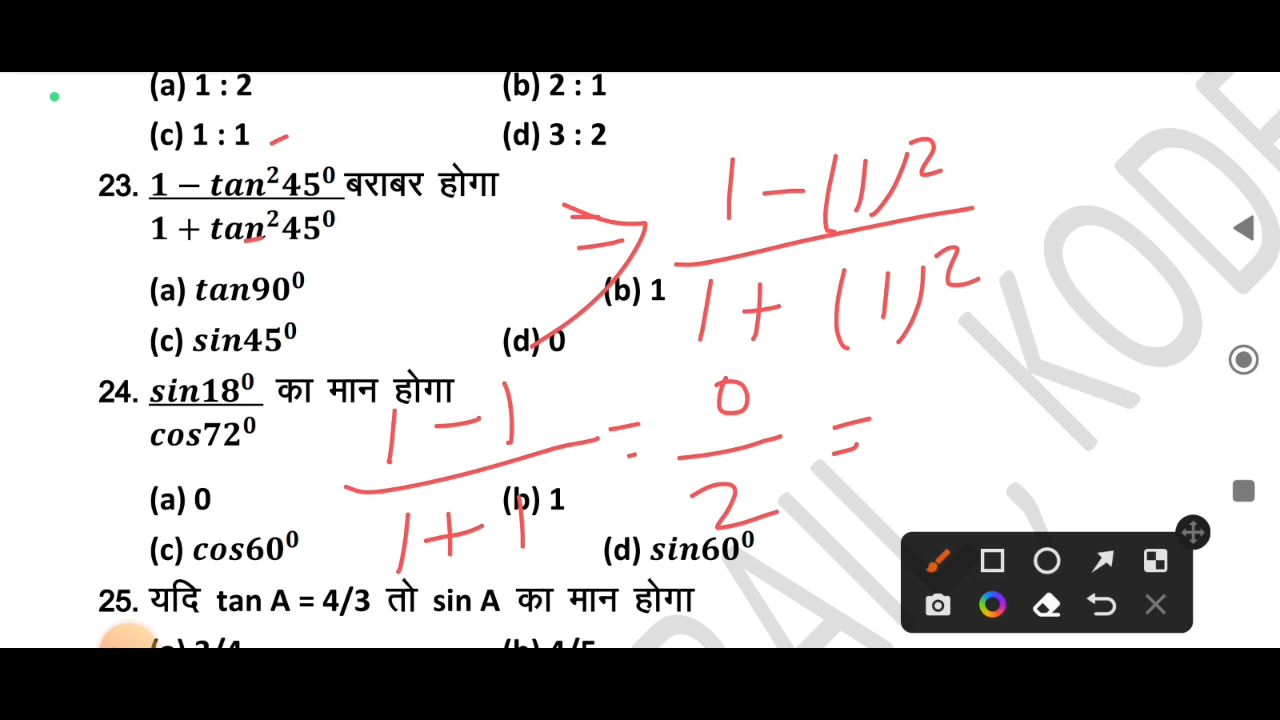 (a) 1 : 2 (b) 2 : 1
(c) 1 : 1 (d) 3 : 2
23. 1 − tan²45⁰ बराबर होगा
1 + tan²45⁰
(a) tan90⁰ (b) 1
(c) sin45⁰ (d) 0
24. sin18⁰ का मान होगा
cos72⁰
(a) 0 (b) 1
(c) cos60⁰ (d) sin60⁰
25. यदि tan A = 4/3 तो sin A का मान होगा
1 − (1)²
1 + (1)²
1 − 1 = 0 =
1 + 1 2
RAIL, KODE